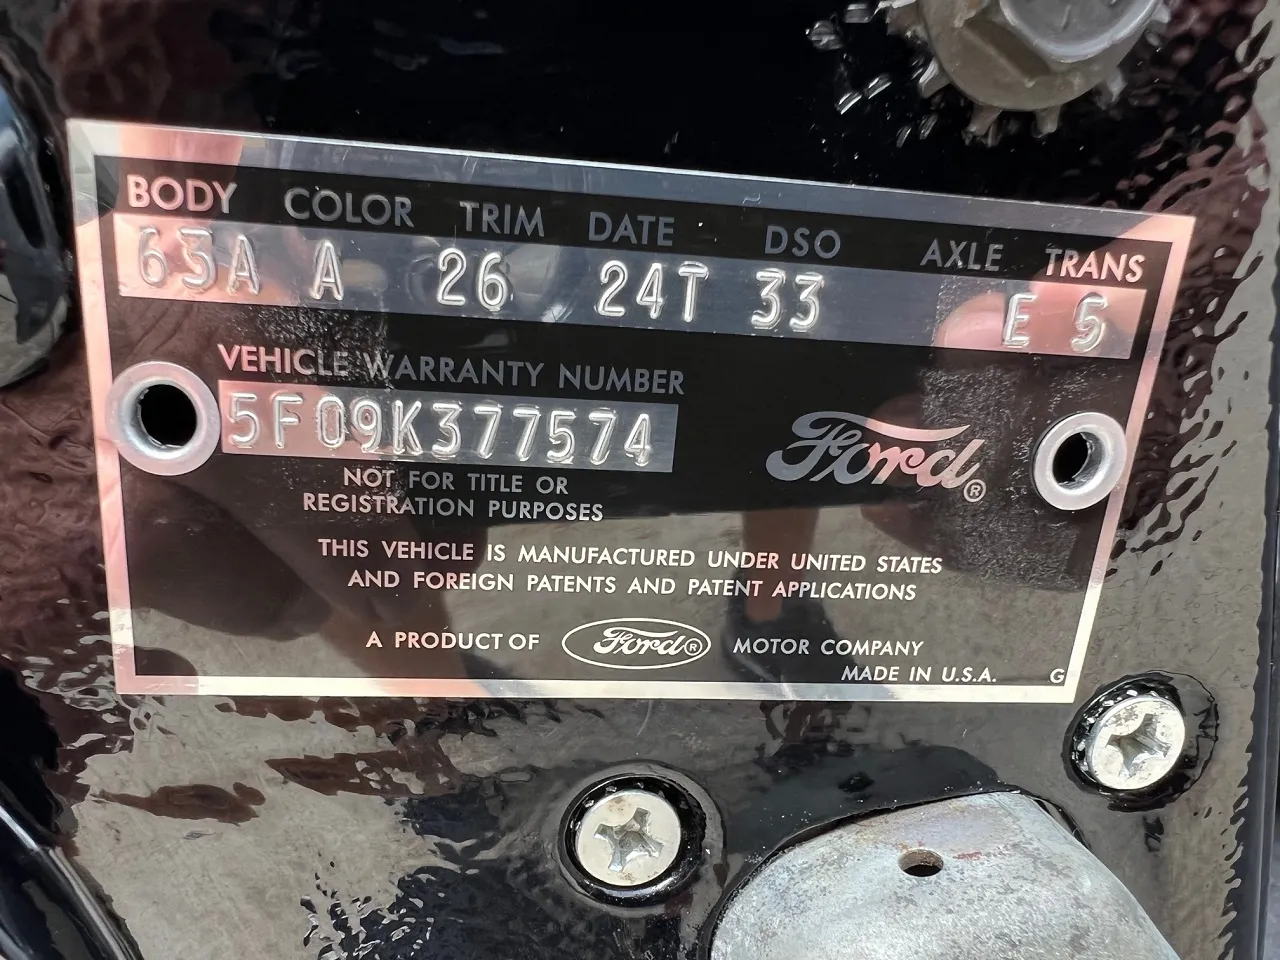 BODY COLOR TRIM DATE DSO AXLE TRANS
63A A 26 24T 33 E 5
VEHICLE WARRANTY NUMBER
5F09K377574
Ford®
NOT FOR TITLE OR
REGISTRATION PURPOSES
THIS VEHICLE IS MANUFACTURED UNDER UNITED STATES
AND FOREIGN PATENTS AND PATENT APPLICATIONS
A PRODUCT OF Ford® MOTOR COMPANY
MADE IN U.S.A. G